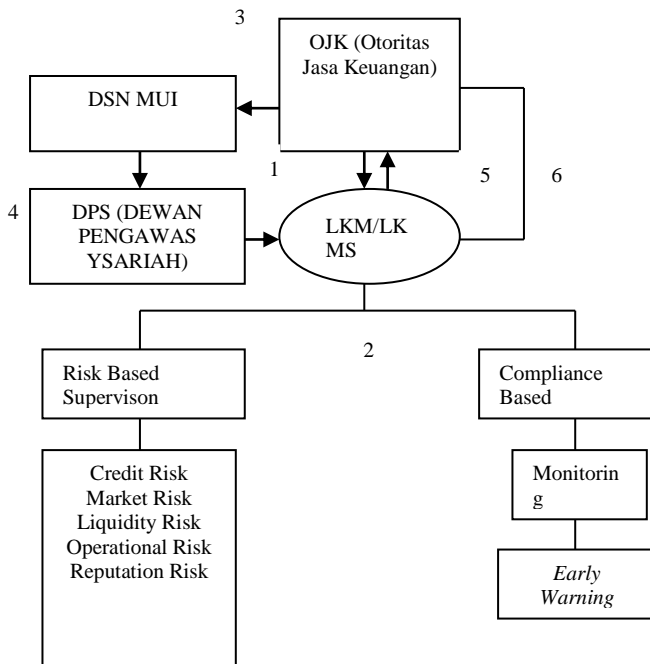 3
OJK (Otoritas
Jasa Keuangan)
DSN MUI
1
5
6
4
DPS (DEWAN
PENGAWAS
YSARIAH)
LKM/LK
MS
2
Risk Based
Supervison
Compliance
Based
Credit Risk
Market Risk
Liquidity Risk
Operational Risk
Reputation Risk
Monitorin
g
Early
Warning